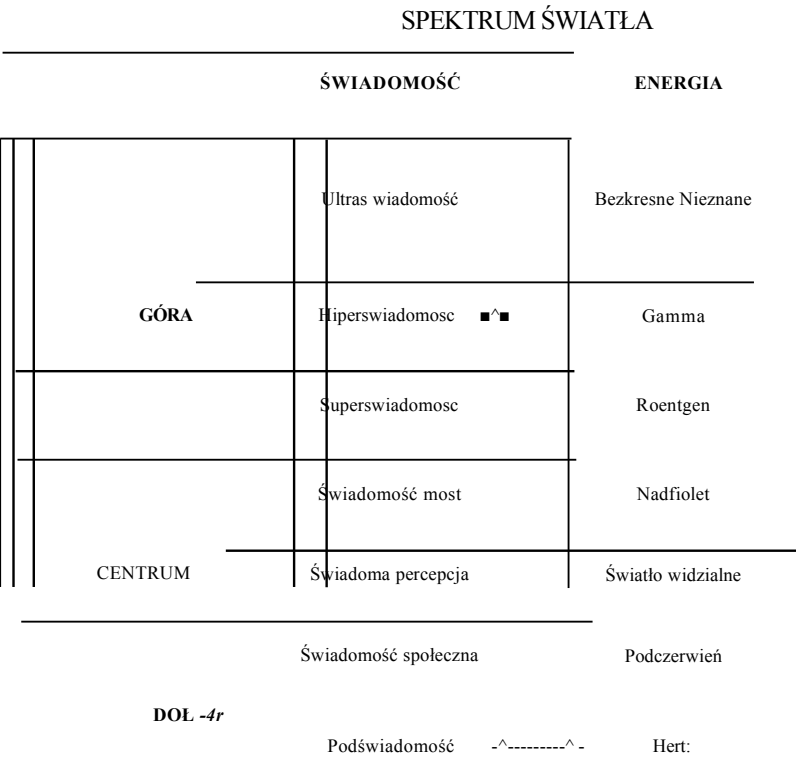 SPEKTRUM ŚWIATŁA
ŚWIADOMOŚĆ ENERGIA
Ultras wiadomość Bezkresne Nieznane
GÓRA Hiperswiadomosc ■^■ Gamma
Superswiadomosc Roentgen
Świadomość most Nadfiolet
CENTRUM Świadoma percepcja Światło widzialne
Świadomość społeczna Podczerwień
DOŁ -4r
Podświadomość -^---------^ - Hert: